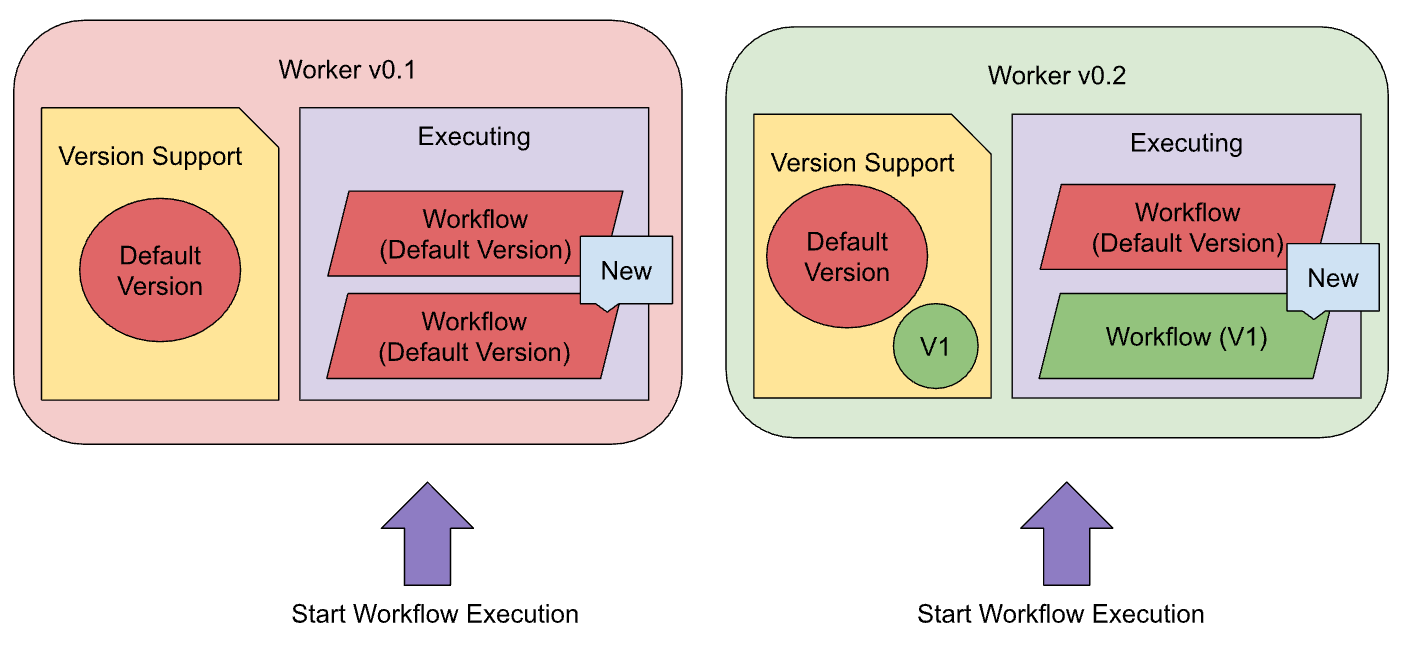 Worker v0.1
Version Support
Default
Version
Executing
Workflow
(Default Version)
New
Workflow
(Default Version)
Start Workflow Execution
Worker v0.2
Version Support
Default
Version
V1
Executing
Workflow
(Default Version)
New
Workflow (V1)
Start Workflow Execution